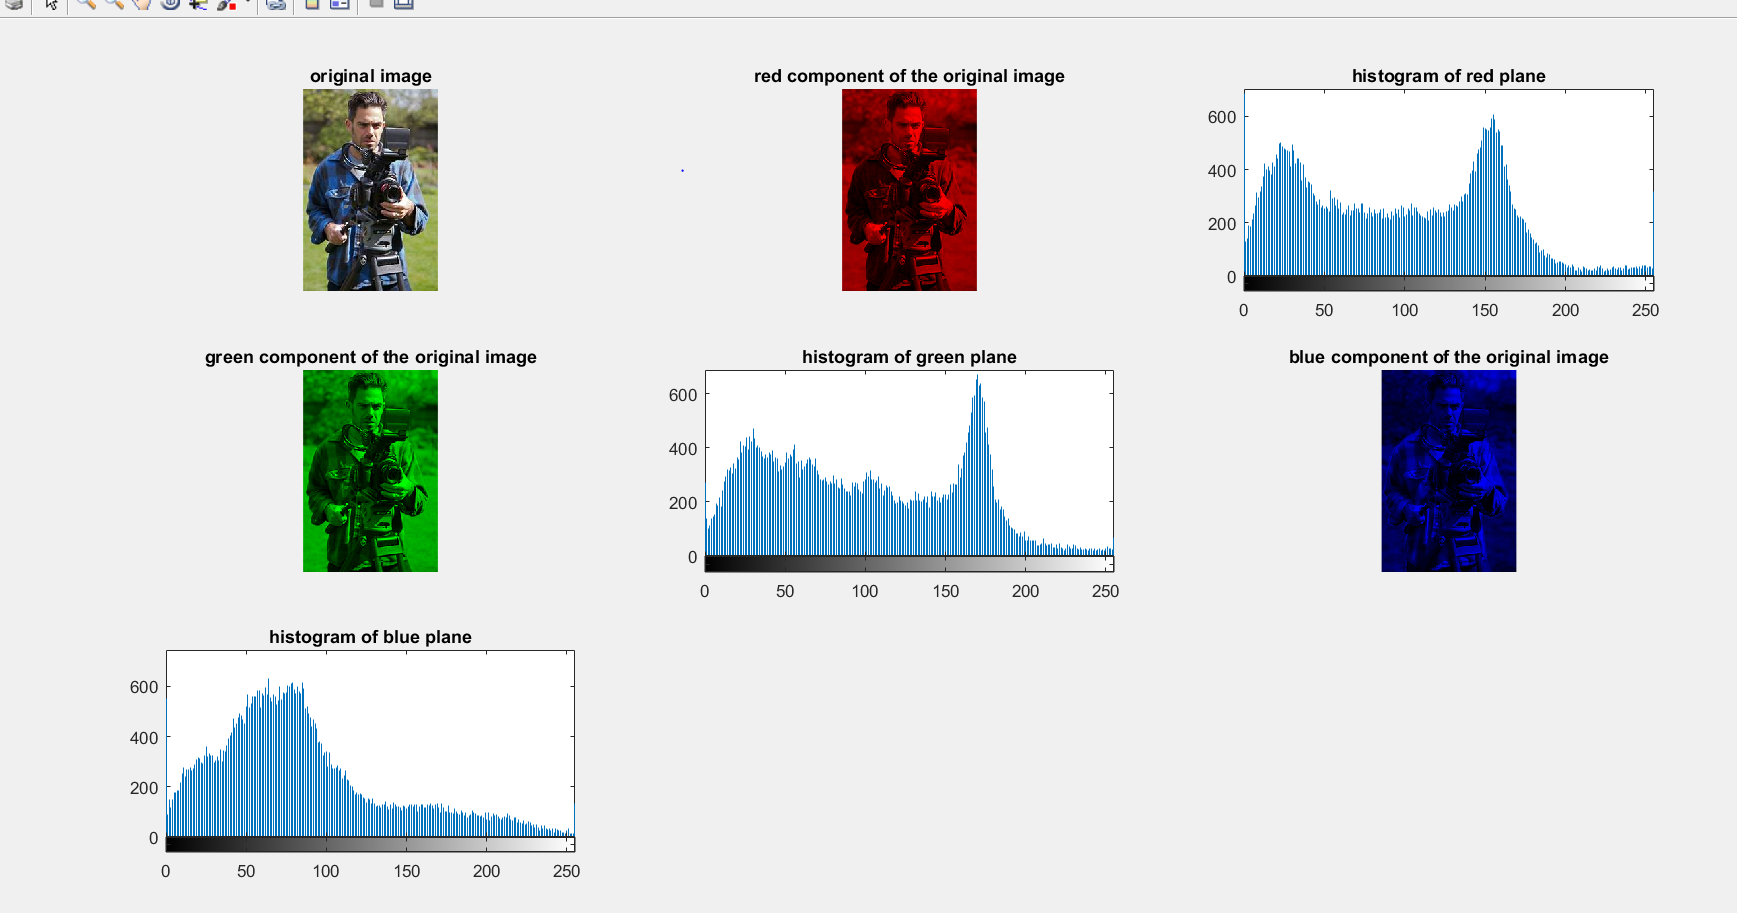 original image
red component of the original image
histogram of red plane
600
400
200
0
0 50 100 150 200 250
green component of the original image
histogram of green plane
600
400
200
0
0 50 100 150 200 250
blue component of the original image
histogram of blue plane
600
400
200
0
0 50 100 150 200 250